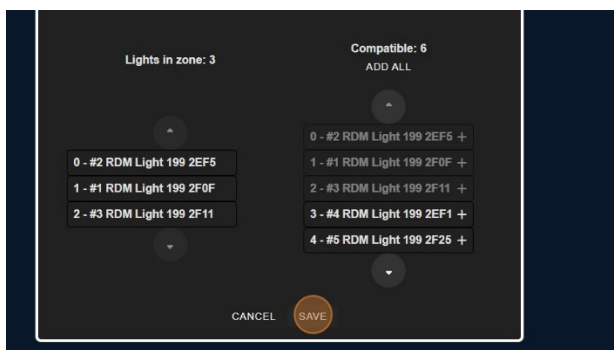 Lights in zone: 3
0 - #2 RDM Light 199 2EF5
1 - #1 RDM Light 199 2F0F
2 - #3 RDM Light 199 2F11
Compatible: 6
ADD ALL
0 - #2 RDM Light 199 2EF5 +
1 - #1 RDM Light 199 2F0F +
2 - #3 RDM Light 199 2F11 +
3 - #4 RDM Light 199 2EF1 +
4 - #5 RDM Light 199 2F25 +
CANCEL
SAVE